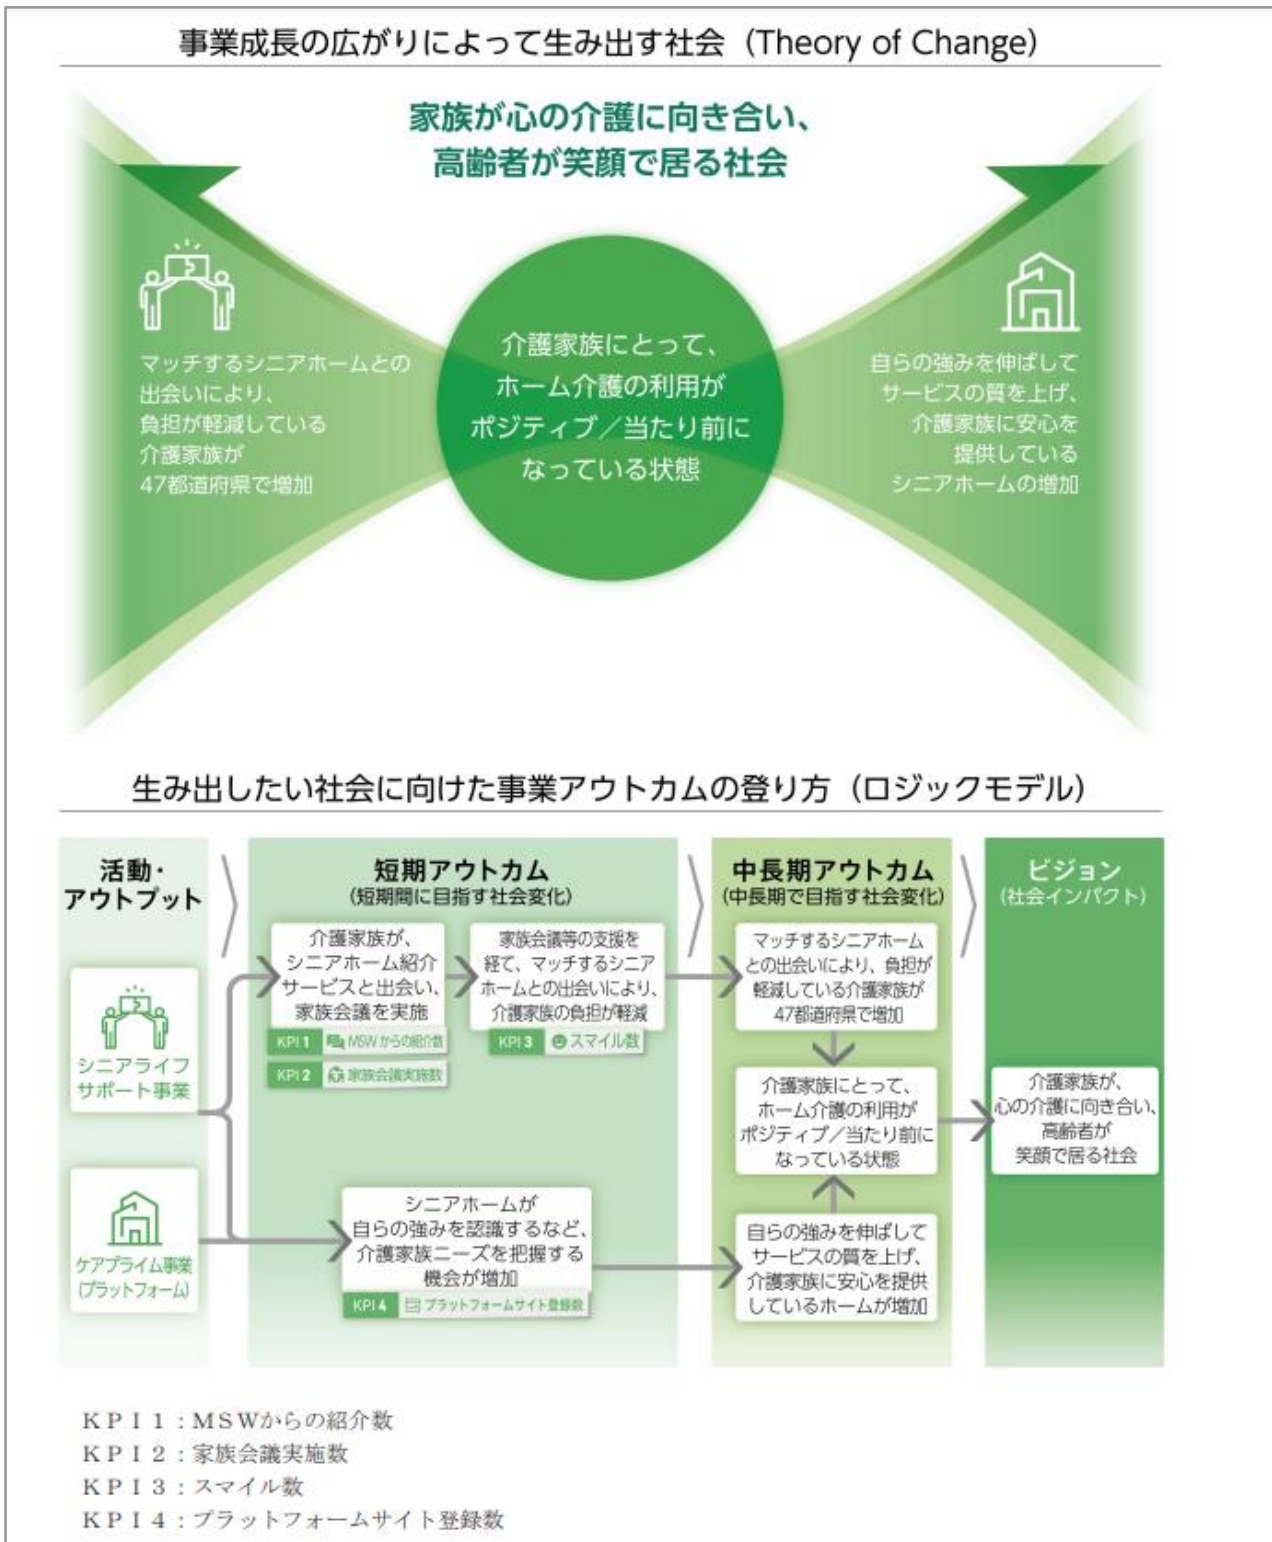 事業成長の広がりによって生み出す社会（Theory of Change）
家族が心の介護に向き合い、
高齢者が笑顔で居る社会
マッチするシニアホームとの
出会いにより、
負担が軽減している
介護家族が
47都道府県で増加
介護家族にとって、
ホーム介護の利用が
ポジティブ／当たり前に
なっている状態
自らの強みを伸ばして
サービスの質を上げ、
介護家族に安心を
提供している
シニアホームの増加
生み出したい社会に向けた事業アウトカムの登り方（ロジックモデル）
活動・
アウトプット
シニアライフ
サポート事業
ケアプライム事業
（プラットフォーム）
短期アウトカム
（短期間に目指す社会変化）
介護家族が、
シニアホーム紹介
サービスと出会い、
家族会議を実施
KPI 1 MSWからの紹介数
KPI 2 家族会議実施数
家族会議等の支援を
経て、マッチするシニア
ホームとの出会いにより、
介護家族の負担が軽減
KPI 3 スマイル数
シニアホームが
自らの強みを認識するなど、
介護家族ニーズを把握する
機会が増加
KPI 4 プラットフォームサイト登録数
中長期アウトカム
（中長期で目指す社会変化）
マッチするシニアホーム
との出会いにより、負担が
軽減している介護家族が
47都道府県で増加
介護家族にとって、
ホーム介護の利用が
ポジティブ／当たり前に
なっている状態
自らの強みを伸ばして
サービスの質を上げ、
介護家族に安心を提供
しているホームが増加
ビジョン
（社会インパクト）
介護家族が、
心の介護に向き合い、
高齢者が
笑顔で居る社会
ＫＰＩ１：ＭＳＷからの紹介数
ＫＰＩ２：家族会議実施数
ＫＰＩ３：スマイル数
ＫＰＩ４：プラットフォームサイト登録数